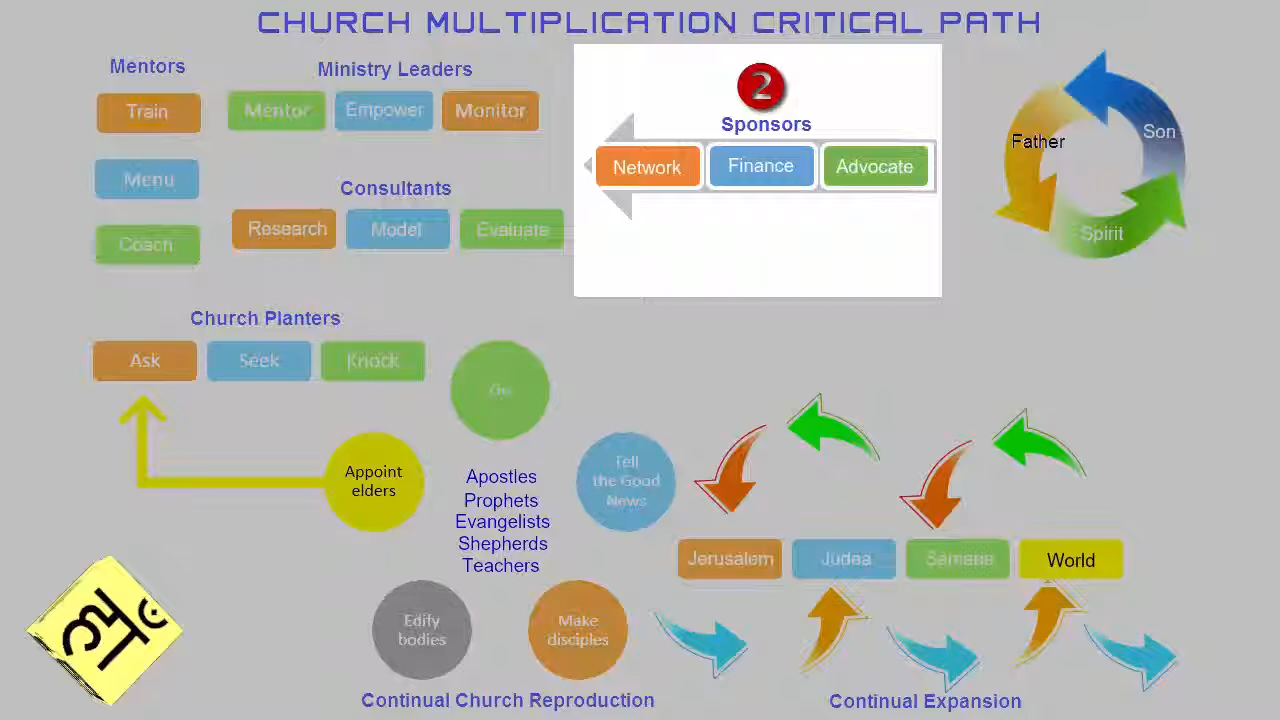 CHURCH MULTIPLICATION CRITICAL PATH
Mentors
Train
Menu
Coach
Ministry Leaders
Mentor
Empower
Monitor
Consultants
Research
Model
Evaluate
2
Sponsors
Network
Finance
Advocate
Father
Son
Spirit
Church Planters
Ask
Seek
Knock
Go
Tell
the Good
News
Appoint
elders
Apostles
Prophets
Evangelists
Shepherds
Teachers
Edify
bodies
Make
disciples
Continual Church Reproduction
Jerusalem
Judea
Samaria
World
Continual Expansion